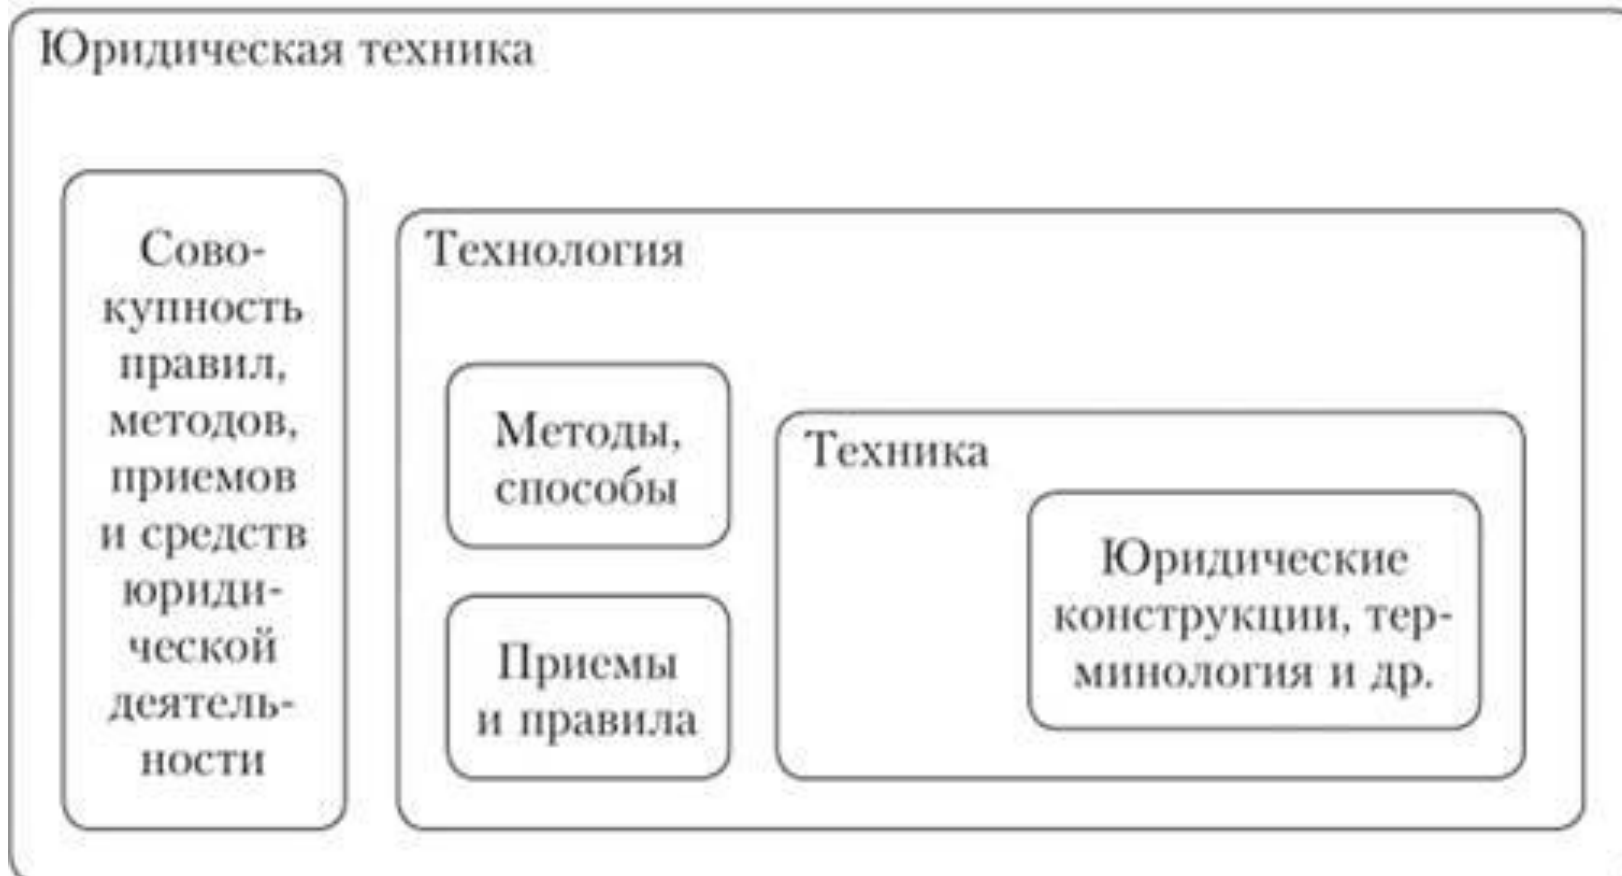 Юридическая техника
Сово-
купность
правил,
методов,
приемов
и средств
юриди-
ческой
деятель-
ности
Технология
Методы,
способы
Приемы
и правила
Техника
Юридические
конструкции, тер-
минология и др.